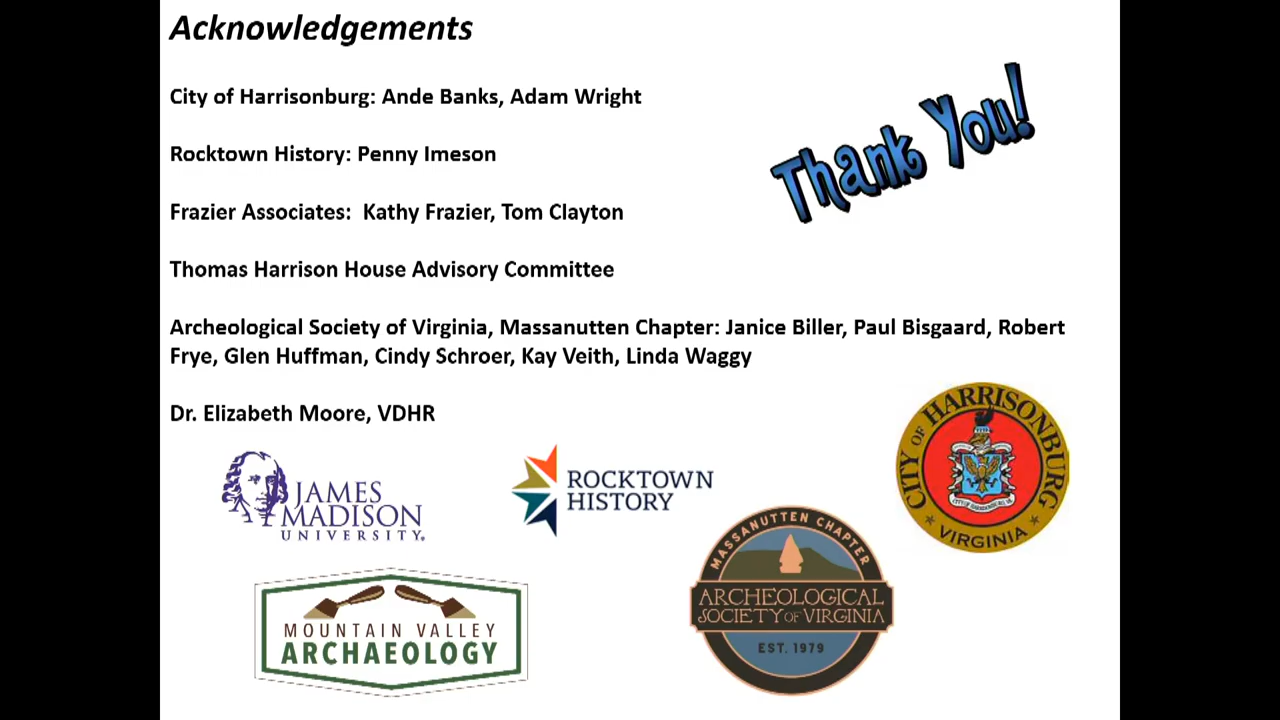 Acknowledgements
Thank You!
City of Harrisonburg: Ande Banks, Adam Wright
Rocktown History: Penny Imeson
Frazier Associates:  Kathy Frazier, Tom Clayton
Thomas Harrison House Advisory Committee
Archeological Society of Virginia, Massanutten Chapter: Janice Biller, Paul Bisgaard, Robert
Frye, Glen Huffman, Cindy Schroer, Kay Veith, Linda Waggy
Dr. Elizabeth Moore, VDHR
JAMES
MADISON
UNIVERSITY.
ROCKTOWN
HISTORY
CITY OF HARRISONBURG
VIRGINIA
MOUNTAIN VALLEY
ARCHAEOLOGY
MASSANUTTEN CHAPTER
ARCHEOLOGICAL
SOCIETY OF VIRGINIA
EST. 1979